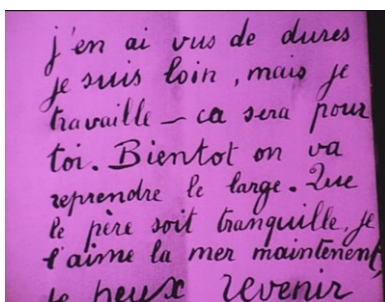 j'en ai vus de dures
je suis loin, mais je
travaille – ca sera pour
toi. Bientot on va
reprendre le large. Que
le père soit tranquille, je
l'aime la mer maintenent,
je peux revenir